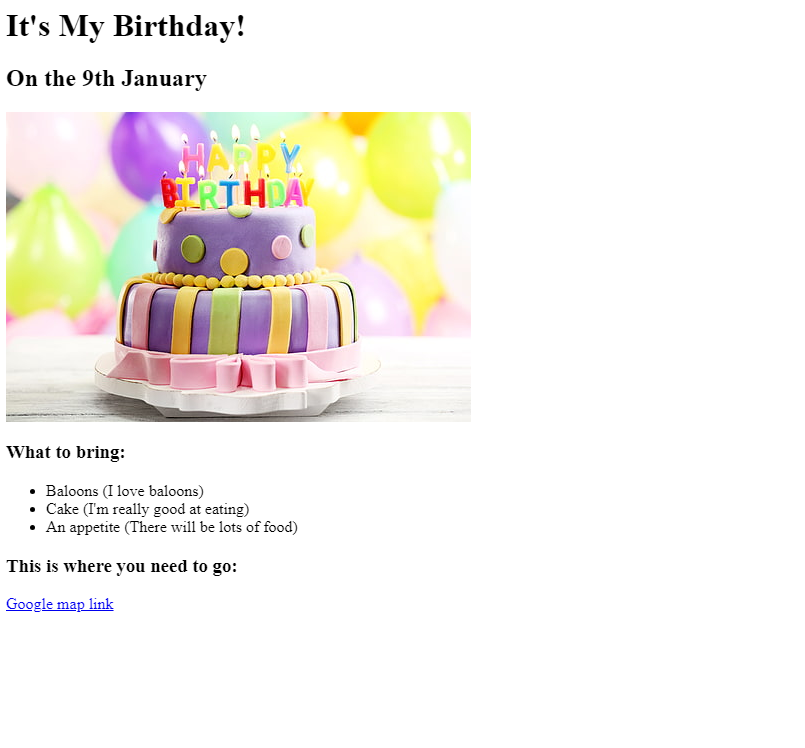 It's My Birthday!
On the 9th January
HAPPY
BIRTHDAY
What to bring:
Baloons (I love baloons)
Cake (I'm really good at eating)
An appetite (There will be lots of food)
This is where you need to go:
Google map link